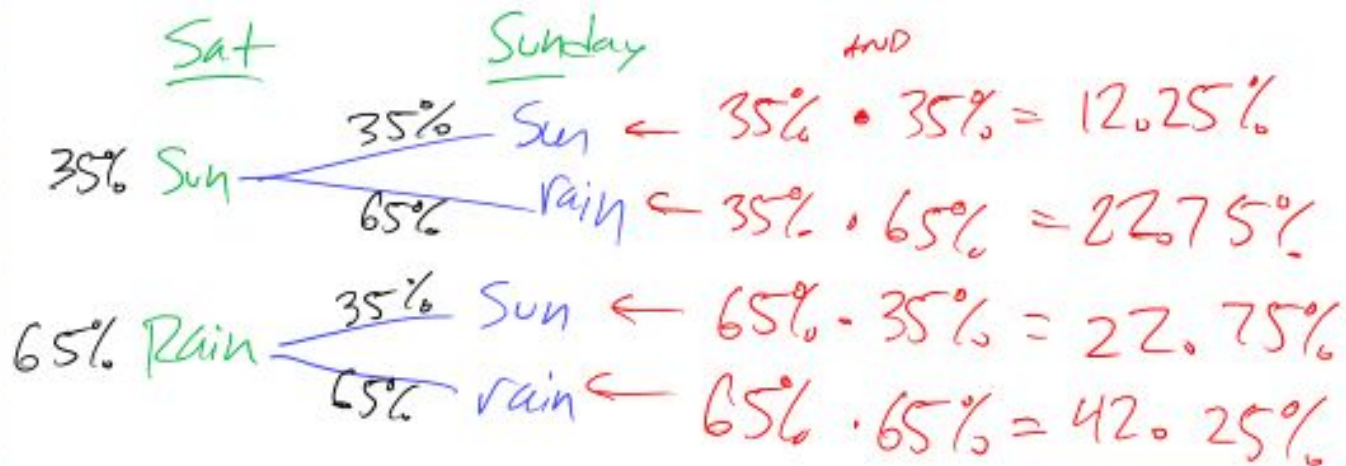 Sat Sunday AND
35% Sun 35% Sun ← 35% • 35% = 12.25%
65% rain ← 35% · 65% = 22.75%
65% Rain 35% Sun ← 65% · 35% = 22.75%
65% rain ← 65% · 65% = 42.25%